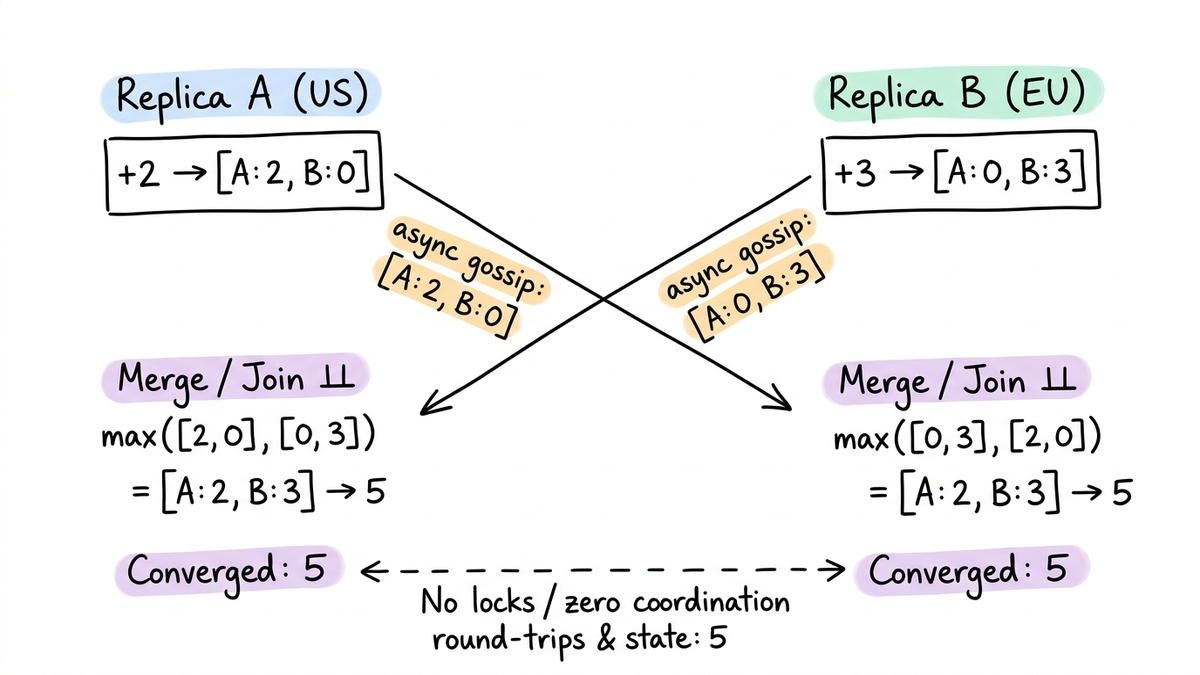 Replica A (US)
+2 → [A:2, B:0]
Replica B (EU)
+3 → [A:0, B:3]
async gossip:
[A:2, B:0]
async gossip:
[A:0, B:3]
Merge / Join ⊔
max([2,0], [0,3])
= [A:2, B:3] → 5
Merge / Join ⊔
max([0,3], [2,0])
= [A:2, B:3] → 5
Converged: 5
Converged: 5
No locks / zero coordination
round-trips & state: 5